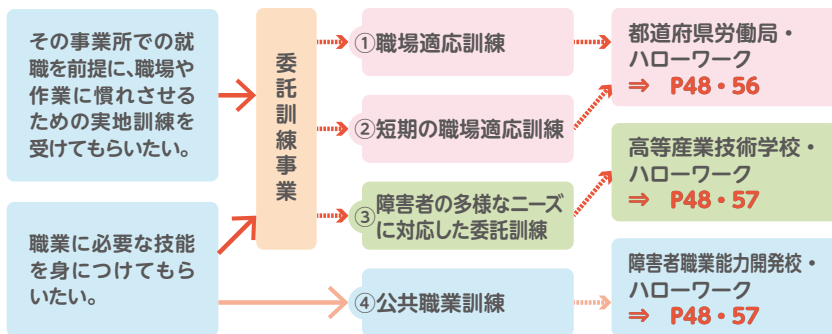 その事業所での就
職を前提に、職場や
作業に慣れさせる
ための実地訓練を
受けてもらいたい。
職業に必要な技能
を身につけてもら
いたい。
委託訓練事業
①職場適応訓練
②短期の職場適応訓練
③障害者の多様なニーズ
に対応した委託訓練
④公共職業訓練
都道府県労働局・
ハローワーク
⇒ P48・56
高等産業技術学校・
ハローワーク
⇒ P48・57
障害者職業能力開発校・
ハローワーク
⇒ P48・57